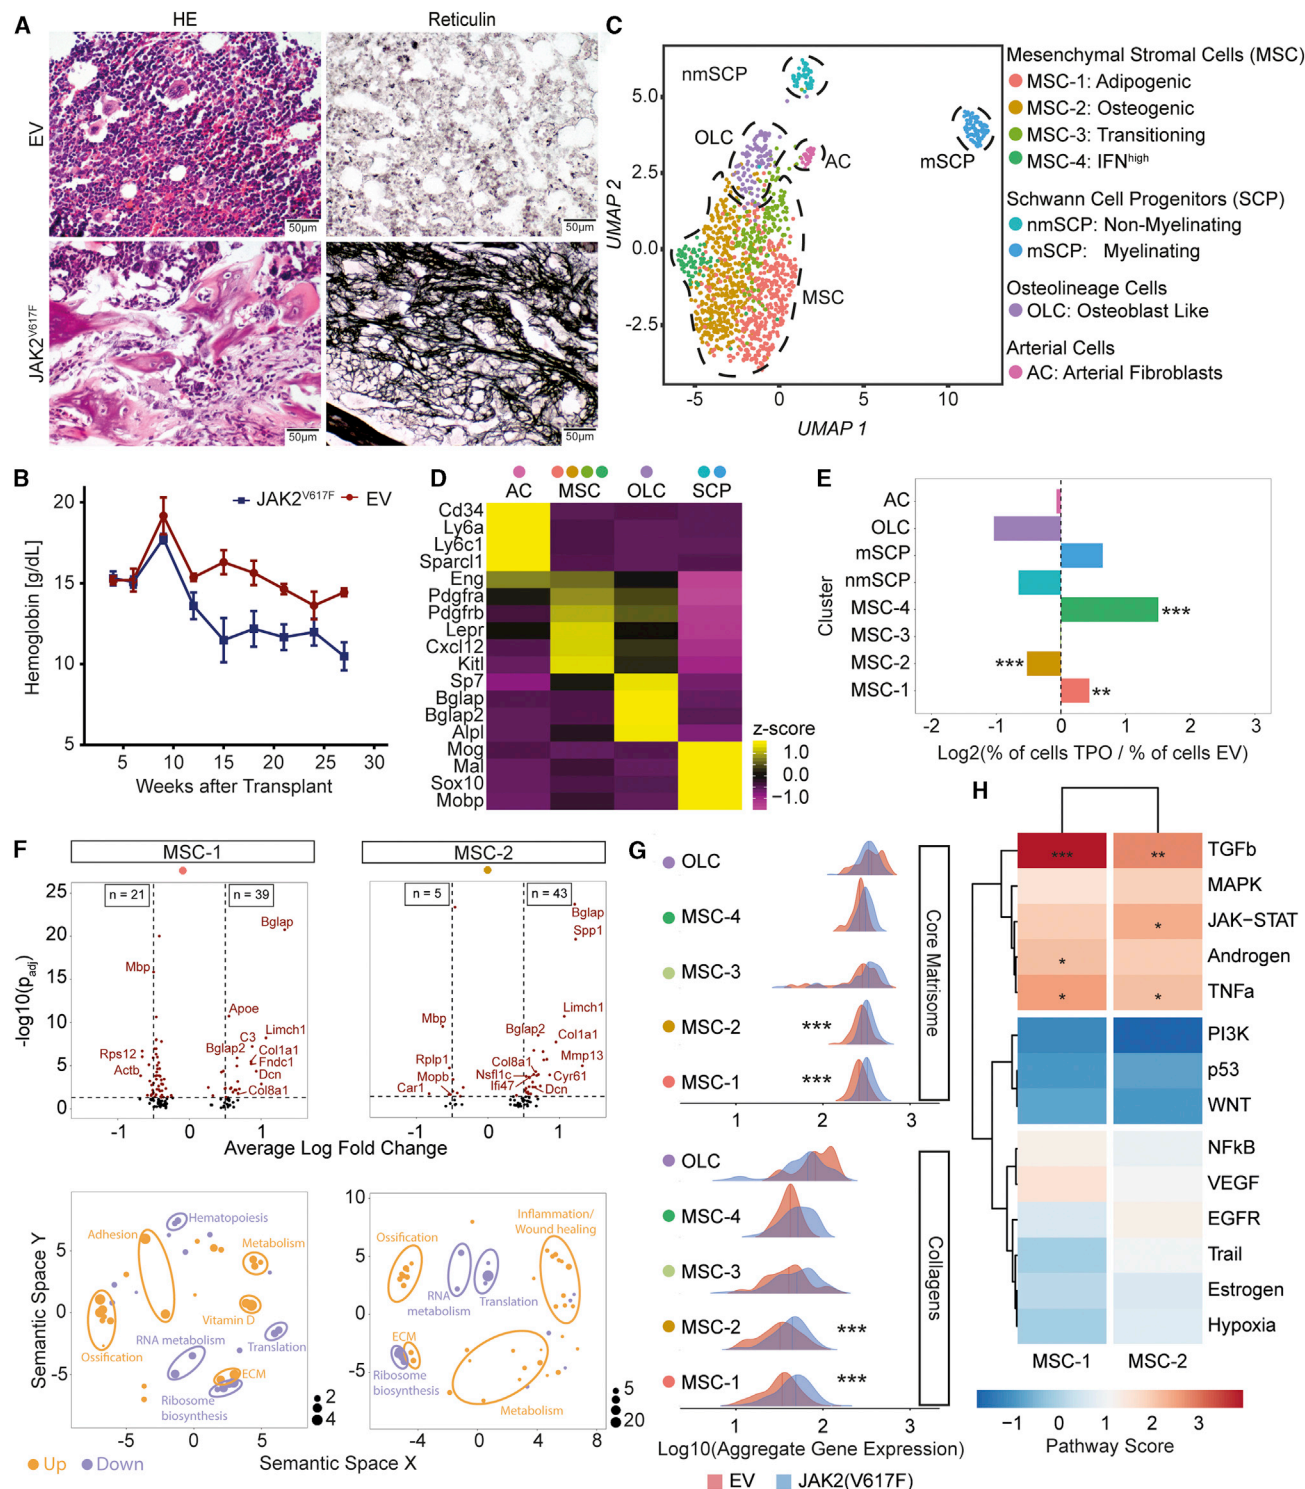 A
HE
Reticulin
EV
50µm
50µm
JAK2V617F
50µm
50µm
C
nmSCP
OLC
AC
mSCP
MSC
5.0
2.5
0.0
-2.5
-5
0
5
10
UMAP 2
UMAP 1
Mesenchymal Stromal Cells (MSC)
MSC-1: Adipogenic
MSC-2: Osteogenic
MSC-3: Transitioning
MSC-4: IFNhigh
Schwann Cell Progenitors (SCP)
nmSCP: Non-Myelinating
mSCP: Myelinating
Osteolineage Cells
OLC: Osteoblast Like
Arterial Cells
AC: Arterial Fibroblasts
B
JAK2V617F
EV
Hemoglobin [g/dL]
20
15
10
5
5 10 15 20 25 30
Weeks after Transplant
D
AC MSC OLC SCP
Cd34
Ly6a
Ly6c1
Sparcl1
Eng
Pdgfra
Pdgfrb
Lepr
Cxcl12
Kitl
Sp7
Bglap
Bglap2
Alpl
Mog
Mal
Sox10
Mobp
z-score
1.0
0.0
−1.0
E
Cluster
AC
OLC
mSCP
nmSCP
MSC-4
***
MSC-3
MSC-2
***
MSC-1
**
-2 -1 0 1 2 3
Log2(% of cells TPO / % of cells EV)
F
MSC-1
n = 21
n = 39
Bglap
Mbp
Apoe
Limch1
C3
Bglap2
Col1a1
Fndc1
Rps12
Actb
Dcn
Col8a1
25
20
15
10
5
0
-log10(padj)
-1 0 1
MSC-2
n = 5
n = 43
Bglap
Spp1
Limch1
Mbp
Bglap2
Col1a1
Mmp13
Rplp1
Col8a1
Nsfl1c
Cyr61
Mopb
Ifi47
Dcn
Car1
-1 0 1
Average Log Fold Change
Hematopoiesis
Adhesion
Metabolism
Vitamin D
RNA metabolism
Translation
Ossification
ECM
Ribosome
biosynthesis
5
0
-5
-5 0 5
2
4
Semantic Space Y
Inflammation/
Wound healing
Ossification
RNA
metabolism
Translation
ECM
Ribosome
biosynthesis
Metabolism
10
5
0
-5
-4 0 4 8
5
10
20
Semantic Space X
Up
Down
G
OLC
MSC-4
MSC-3
MSC-2
***
MSC-1
***
Core Matrisome
1 2 3
OLC
MSC-4
MSC-3
MSC-2
***
MSC-1
***
Collagens
1 2 3
Log10(Aggregate Gene Expression)
EV
JAK2(V617F)
H
*** ** TGFb
MAPK
* JAK−STAT
* Androgen
* * TNFa
PI3K
p53
WNT
NFkB
VEGF
EGFR
Trail
Estrogen
Hypoxia
MSC-1 MSC-2
−1 0 1 2 3
Pathway Score